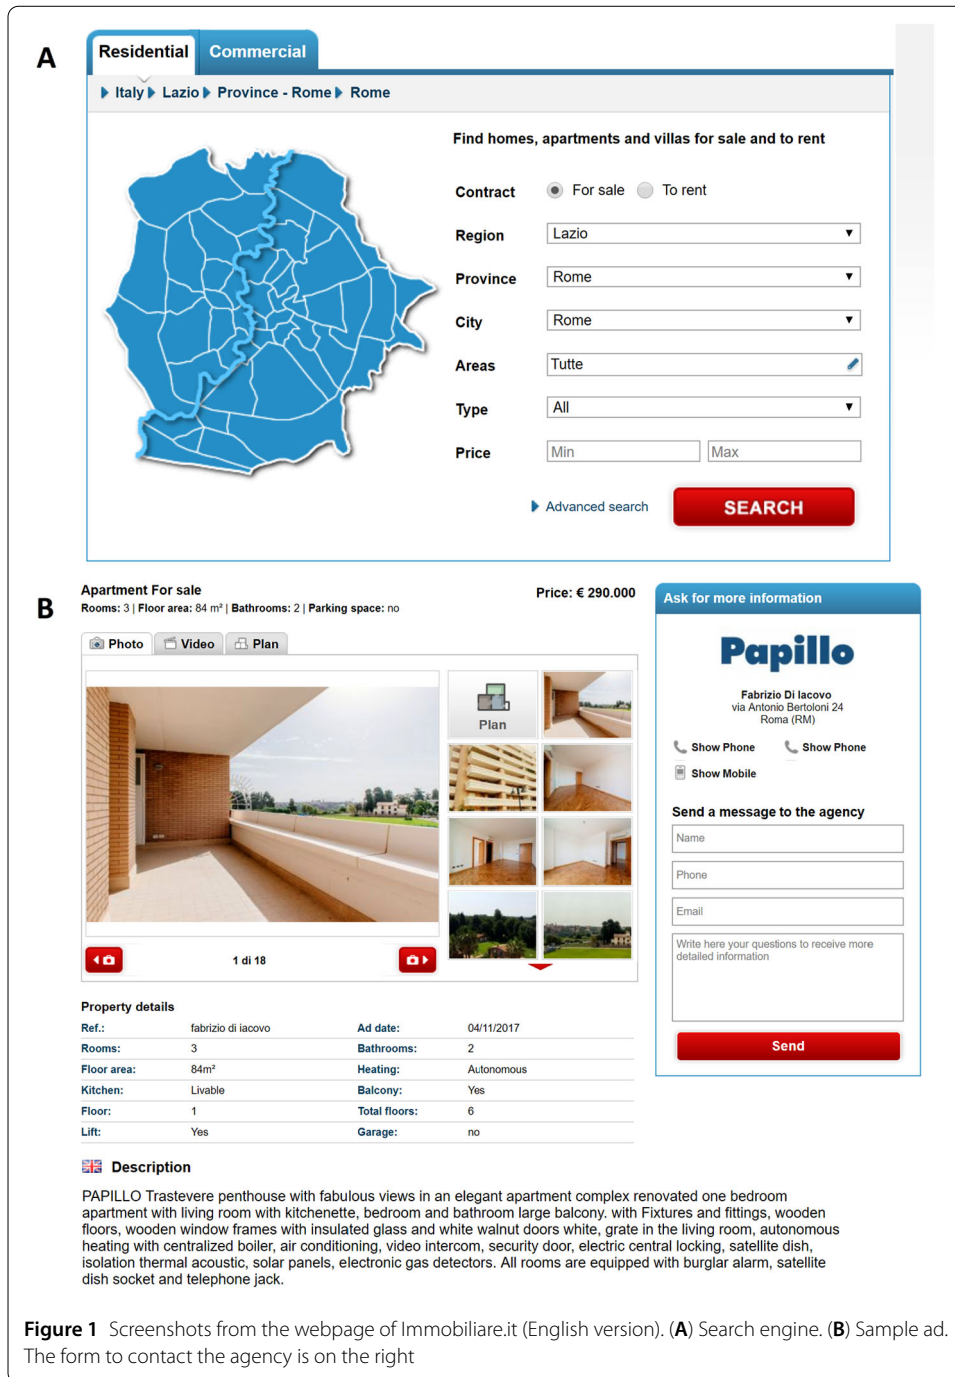 A
Residential
Commercial
Italy
Lazio
Province - Rome
Rome
Find homes, apartments and villas for sale and to rent
Contract
For sale
To rent
Region
Lazio
Province
Rome
City
Rome
Areas
Tutte
Type
All
Price
Min
Max
Advanced search
SEARCH
B
Apartment For sale
Price: € 290.000
Rooms: 3 | Floor area: 84 m² | Bathrooms: 2 | Parking space: no
Photo
Video
Plan
Plan
1 di 18
Ask for more information
Papillo
Fabrizio Di Iacovo
via Antonio Bertoloni 24
Roma (RM)
Show Phone
Show Phone
Show Mobile
Send a message to the agency
Name
Phone
Email
Write here your questions to receive more
detailed information
Send
Property details
Ref.: fabrizio di iacovo Ad date: 04/11/2017
Rooms: 3 Bathrooms: 2
Floor area: 84m² Heating: Autonomous
Kitchen: Livable Balcony: Yes
Floor: 1 Total floors: 6
Lift: Yes Garage: no
Description
PAPILLO Trastevere penthouse with fabulous views in an elegant apartment complex renovated one bedroom
apartment with living room with kitchenette, bedroom and bathroom large balcony. with Fixtures and fittings, wooden
floors, wooden window frames with insulated glass and white walnut doors white, grate in the living room, autonomous
heating with centralized boiler, air conditioning, video intercom, security door, electric central locking, satellite dish,
isolation thermal acoustic, solar panels, electronic gas detectors. All rooms are equipped with burglar alarm, satellite
dish socket and telephone jack.
Figure 1 Screenshots from the webpage of Immobiliare.it (English version). (A) Search engine. (B) Sample ad.
The form to contact the agency is on the right